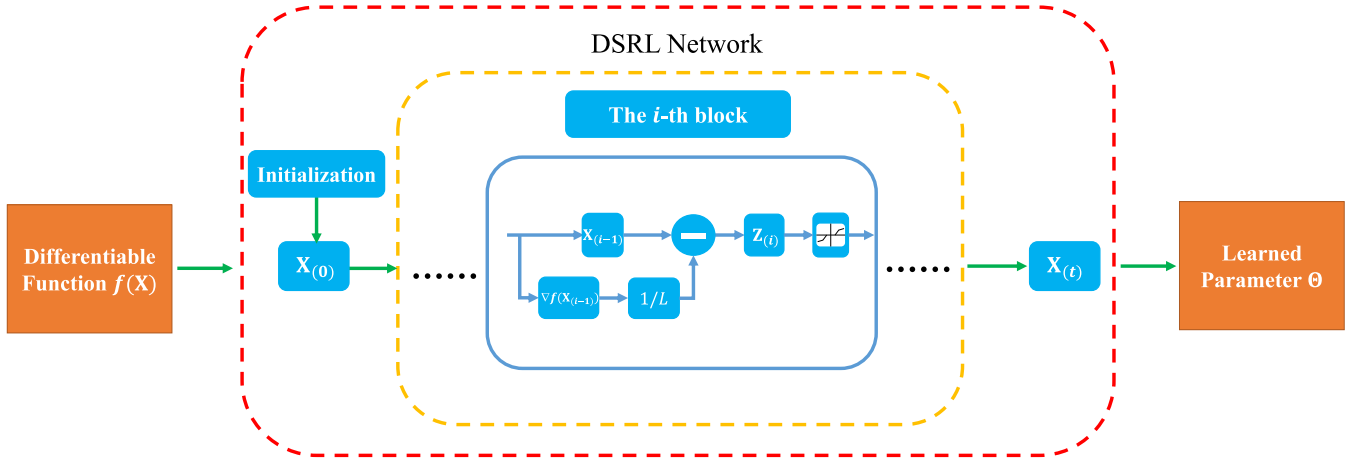 DSRL Network
The i-th block
Initialization
Differentiable
Function f(X)
X(0)
......
X(i−1)
Z(i)
∇f(X(i−1))
1/L
......
X(t)
Learned
Parameter Θ